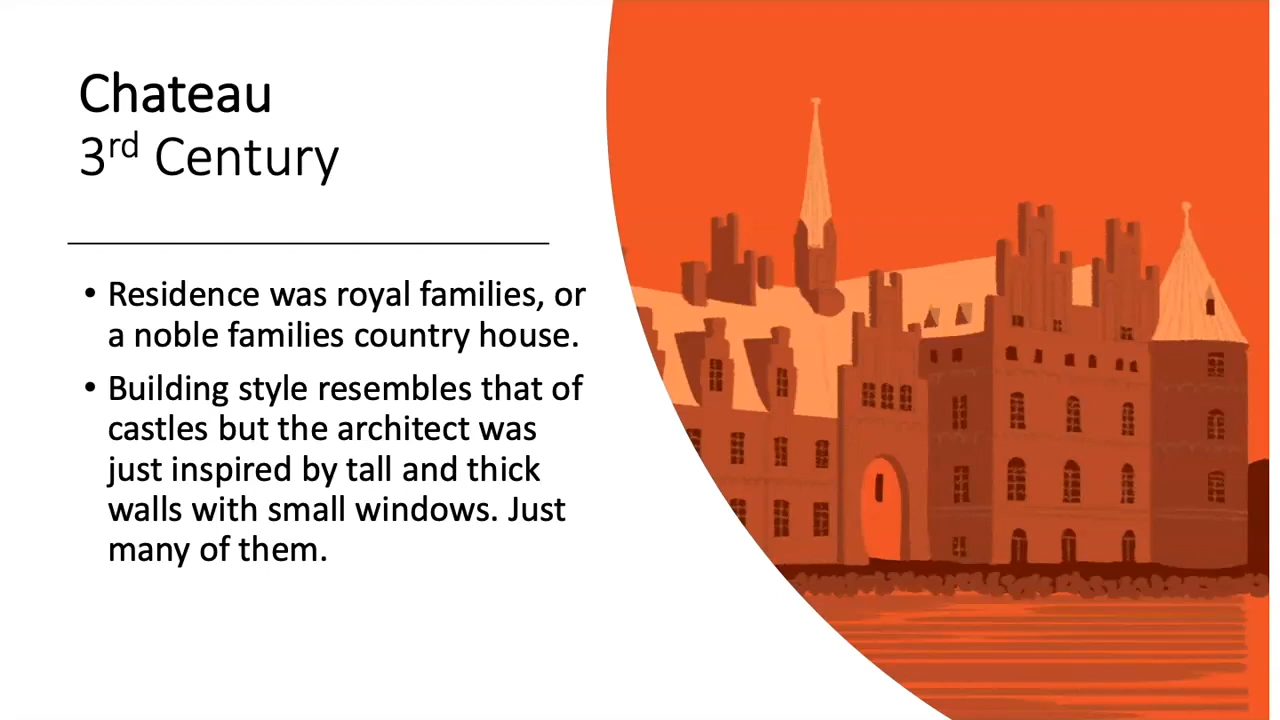 Chateau
3rd Century
• Residence was royal families, or
a noble families country house.
• Building style resembles that of
castles but the architect was
just inspired by tall and thick
walls with small windows. Just
many of them.